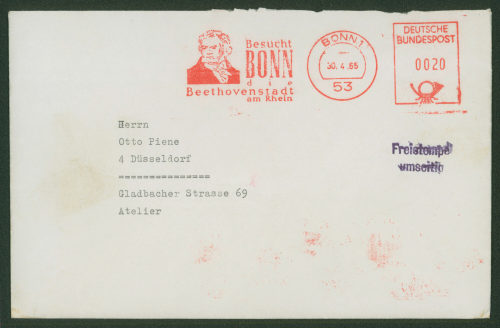 Besucht
BONN
die
Beethovenstadt
am Rhein
BONN 1
30.4.65
53
DEUTSCHE
BUNDESPOST
0020
Herrn
Otto Piene
4 Düsseldorf
===============
Gladbacher Strasse 69
Atelier
umseitig